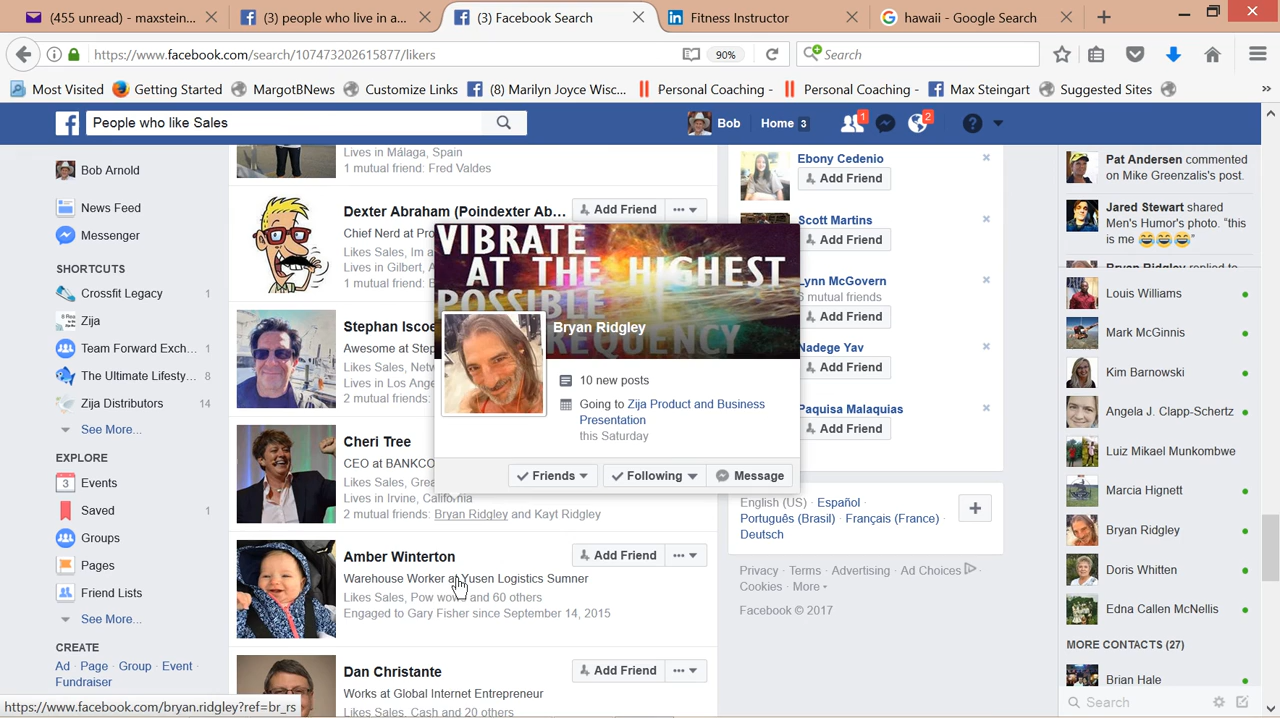 (455 unread) - maxstein...
(3) people who live in a...
(3) Facebook Search
Fitness Instructor
hawaii - Google Search
https://www.facebook.com/search/107473202615877/likers
90%
Search
Most Visited
Getting Started
MargotBNews
Customize Links
(8) Marilyn Joyce Wisc...
Personal Coaching -
Personal Coaching -
Max Steingart
Suggested Sites
People who like Sales
Bob
Home 3
1
2
Bob Arnold
News Feed
Messenger
SHORTCUTS
Crossfit Legacy 1
Zija
Team Forward Exch... 1
The Ultimate Lifesty... 8
Zija Distributors 14
See More...
EXPLORE
3 Events
Saved 1
Groups
Pages
Friend Lists
See More...
CREATE
Ad · Page · Group · Event ·
Fundraiser
https://www.facebook.com/bryan.ridgley?ref=br_rs
Lives in Málaga, Spain
1 mutual friend: Fred Valdes
Dexter Abraham (Poindexter Ab...
Add Friend
Chief Nerd at
Likes Sales, Im a
Lives in Gilbert,
1 mutual friend:
Stephan
Awesome at
Likes Sales,
Lives in Los
2 mutual friends:
Cheri Tree
CEO at BANKCO
Likes Sales,
Lives in Irvine, California
2 mutual friends: Bryan Ridgley and Kayt Ridgley
Amber Winterton
Add Friend
Warehouse Worker at Yusen Logistics Sumner
Likes Sales, Pow wows and 60 others
Engaged to Gary Fisher since September 14, 2015
Dan Christante
Add Friend
Works at Global Internet Entrepreneur
Likes Sales, Cash and 20 others
VIBRATE
AT THE HIGHEST
POSSIBLE
FREQUENCY
Bryan Ridgley
10 new posts
Going to Zija Product and Business
Presentation
this Saturday
Friends
Following
Message
Ebony Cedenio
Add Friend
Scott Martins
Add Friend
Lynn McGovern
mutual friends
Add Friend
Nadege Yav
Add Friend
Paquisa Malaquias
Add Friend
English (US) · Español ·
Português (Brasil) · Français (France) ·
Deutsch
Privacy · Terms · Advertising · Ad Choices ·
Cookies · More
Facebook © 2017
Pat Andersen commented
on Mike Greenzalis's post.
Jared Stewart shared
Men's Humor's photo. "this
is me 😂😂😂"
Bryan Ridgley replied to
Louis Williams
Mark McGinnis
Kim Barnowski
Angela J. Clapp-Schertz
Luiz Mikael Munkombwe
Marcia Hignett
Bryan Ridgley
Doris Whitten
Edna Callen McNellis
MORE CONTACTS (27)
Brian Hale
Search